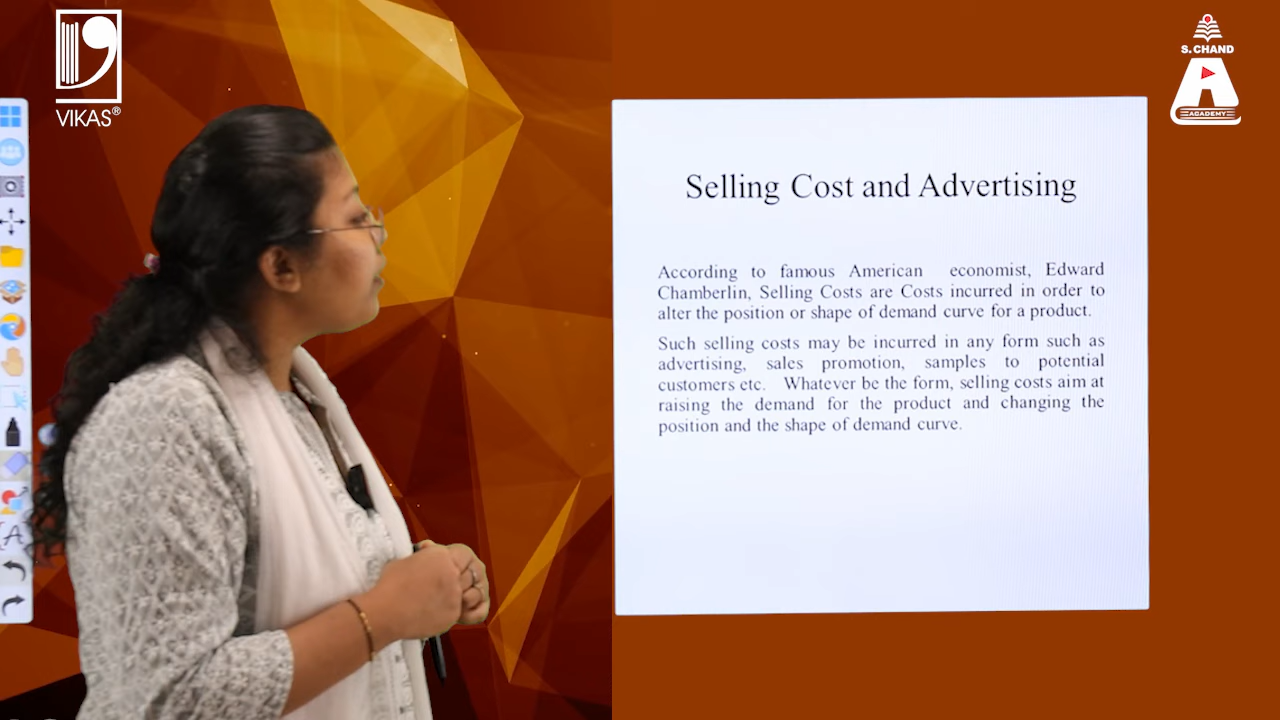 VIKAS®
S.CHAND
ACADEMY
Selling Cost and Advertising
According to famous American economist, Edward
Chamberlin, Selling Costs are Costs incurred in order to
alter the position or shape of demand curve for a product.
Such selling costs may be incurred in any form such as
advertising, sales promotion, samples to potential
customers etc. Whatever be the form, selling costs aim at
raising the demand for the product and changing the
position and the shape of demand curve.